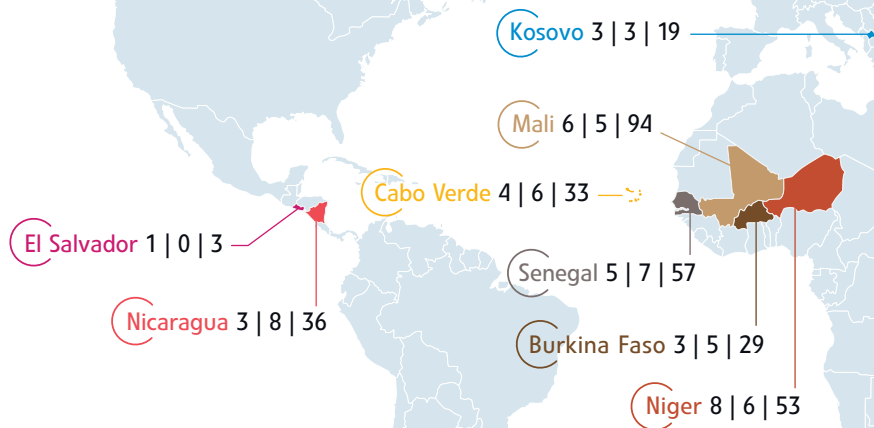 Kosovo 3 | 3 | 19
Mali 6 | 5 | 94
Cabo Verde 4 | 6 | 33
El Salvador 1 | 0 | 3
Senegal 5 | 7 | 57
Nicaragua 3 | 8 | 36
Burkina Faso 3 | 5 | 29
Niger 8 | 6 | 53